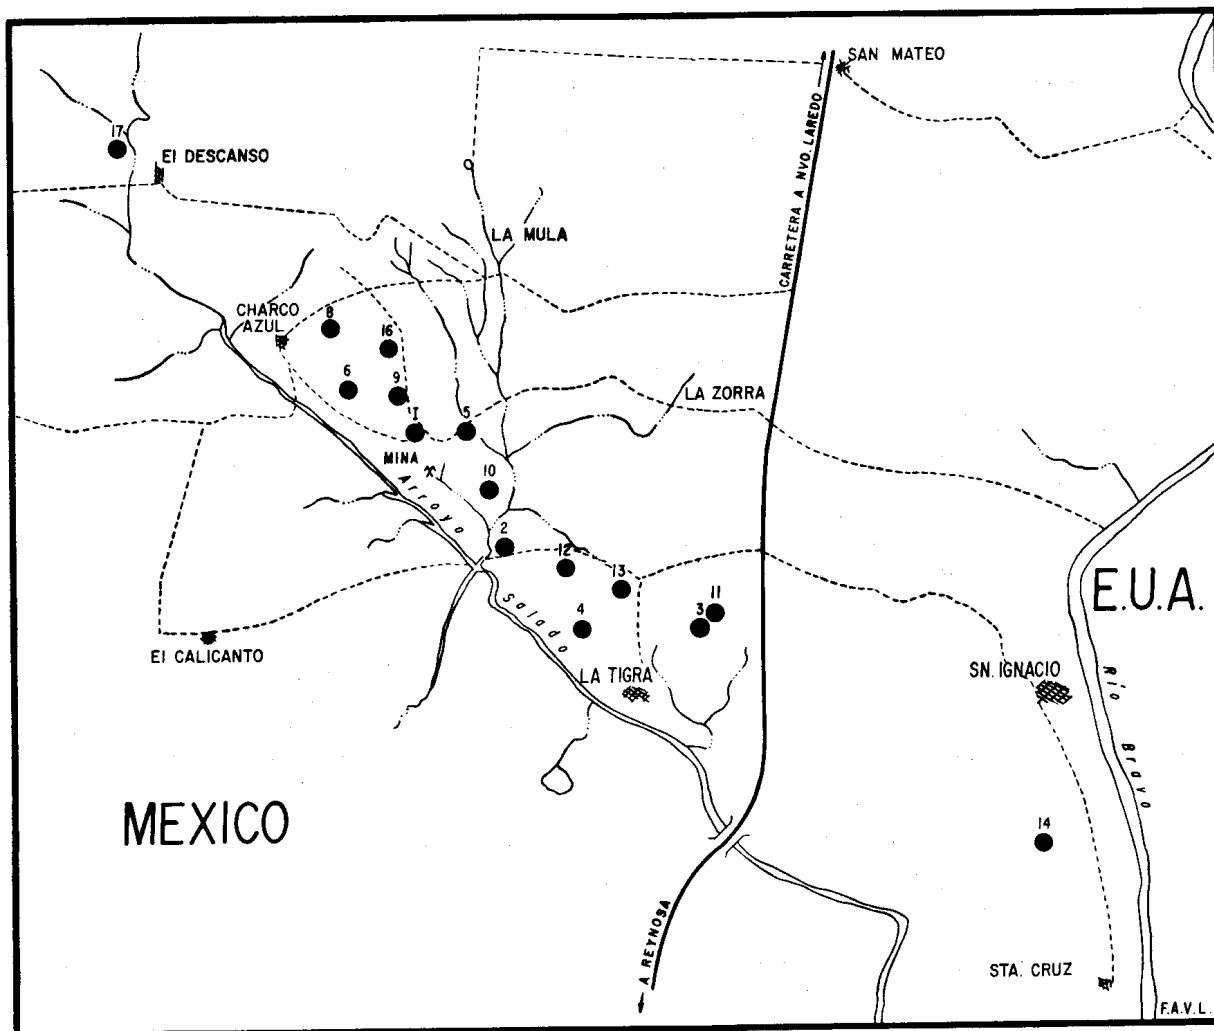 SAN MATEO
17
El DESCANSO
CARRETERA A NVO. LAREDO
LA MULA
CHARCO
AZUL
8
16
6
9
LA ZORRA
1
5
MINA
10
Arroyo
2
12
13
E.U.A.
Salado
4
3
11
El CALICANTO
LA TIGRA
SN. IGNACIO
Río
Bravo
MEXICO
14
A REYNOSA
STA. CRUZ
F.A.V.L.